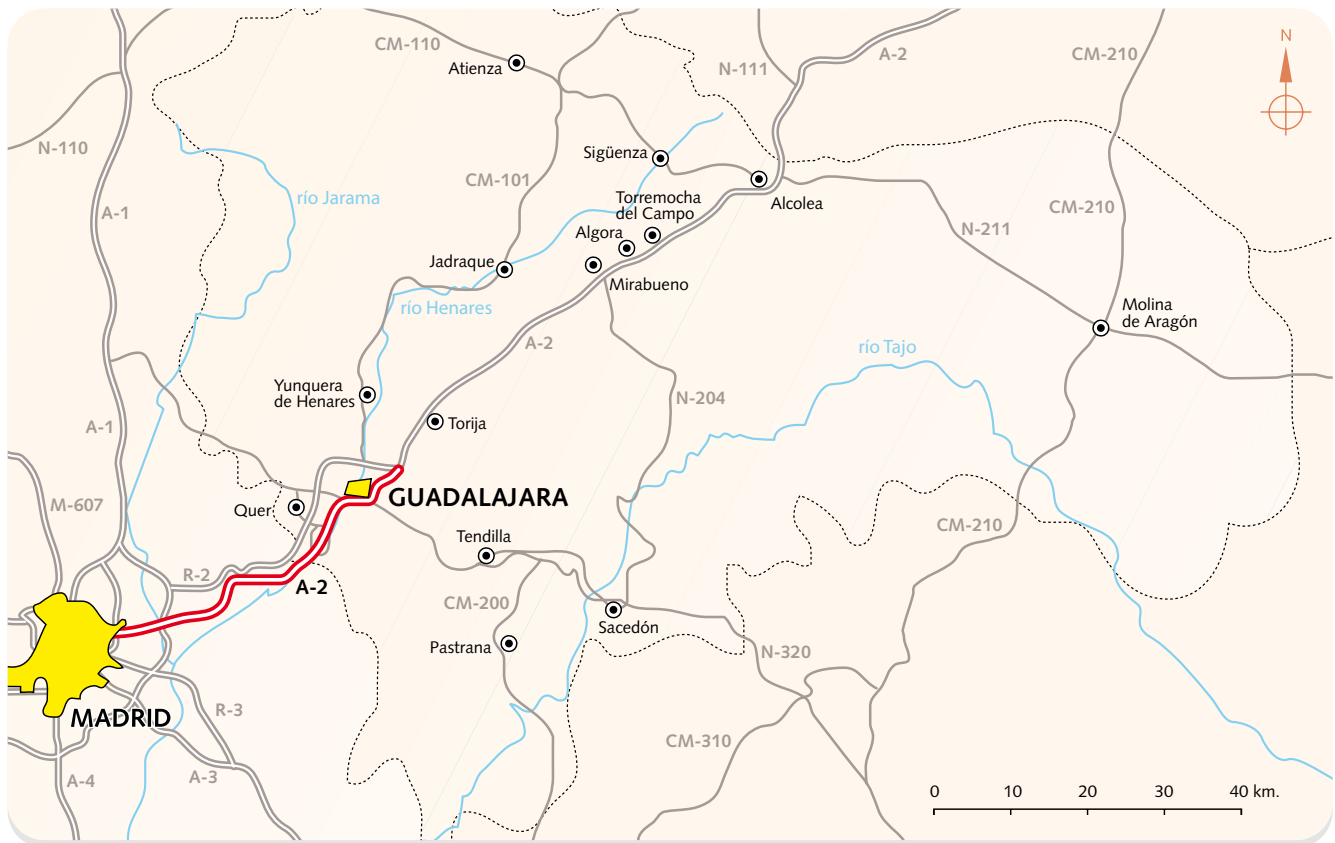 CM-110
Atienza
N-111
A-2
CM-210
N
N-110
Sigüenza
CM-101
río Jarama
Torremocha
del Campo
Alcolea
CM-210
A-1
Algora
N-211
Jadraque
Mirabueno
río Henares
Molina
de Aragón
A-2
río Tajo
Yunquera
de Henares
N-204
A-1
Torija
M-607
Quer
GUADALAJARA
CM-210
Tendilla
R-2
A-2
CM-200
Sacedón
Pastrana
N-320
MADRID
R-3
CM-310
A-4
A-3
0 10 20 30 40 km.